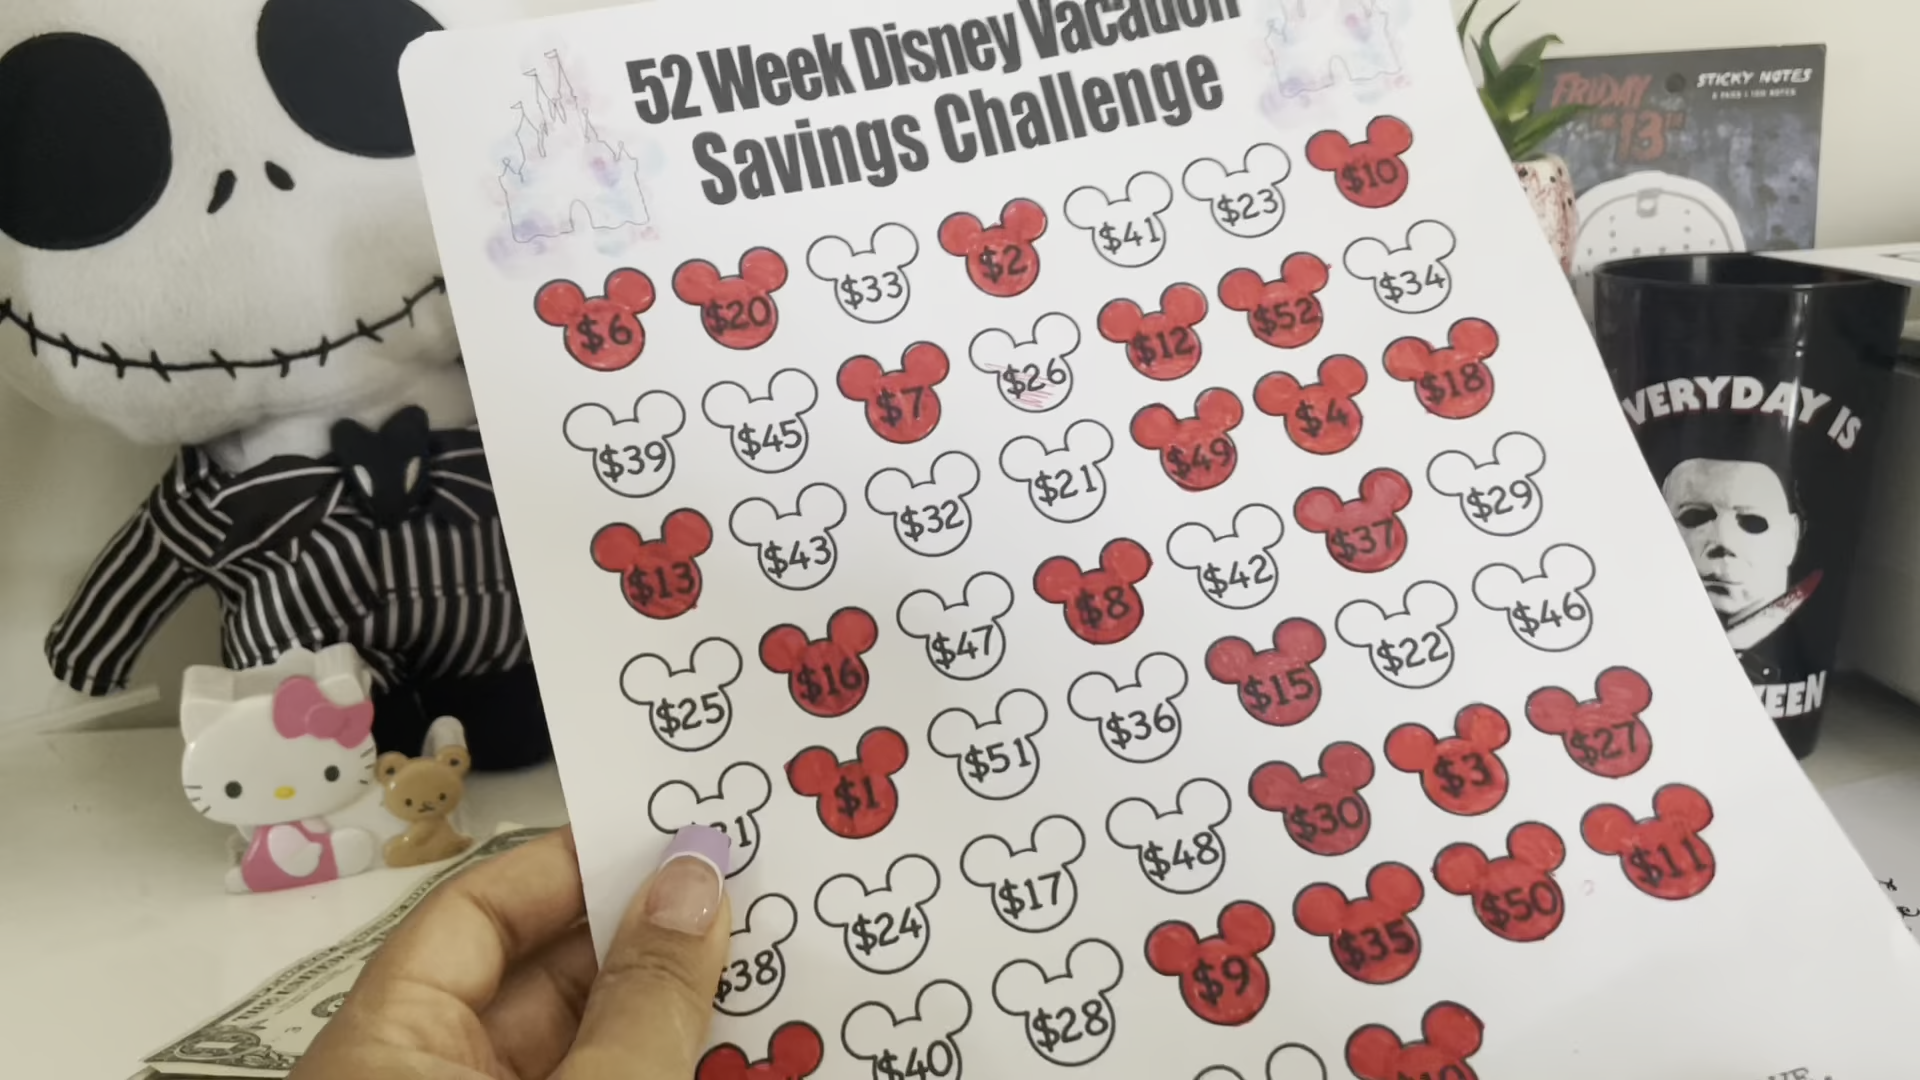 52 Week Disney Vacation
Savings Challenge
$6 $20 $33 $2 $41 $23 $10
$39 $45 $7 $26 $12 $52 $34
$13 $43 $32 $21 $49 $4 $18
$25 $16 $47 $8 $42 $37 $29
$1 $51 $36 $15 $22 $46
$38 $24 $17 $48 $30 $3 $27
$40 $28 $9 $35 $50 $11
FRIDAY
THE 13TH
STICKY NOTES
VERYDAY IS
EEN